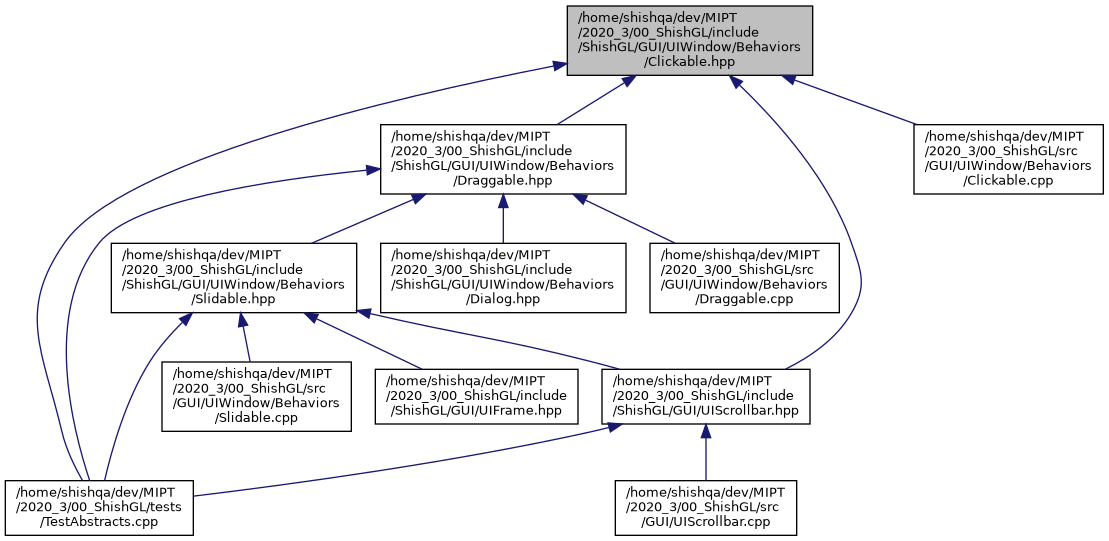 /home/shishqa/dev/MIPT
/2020_3/00_ShishGL/include
/ShishGL/GUI/UIWindow/Behaviors
/Clickable.hpp
/home/shishqa/dev/MIPT
/2020_3/00_ShishGL/include
/ShishGL/GUI/UIWindow/Behaviors
/Draggable.hpp
/home/shishqa/dev/MIPT
/2020_3/00_ShishGL/src
/GUI/UIWindow/Behaviors
/Clickable.cpp
/home/shishqa/dev/MIPT
/2020_3/00_ShishGL/include
/ShishGL/GUI/UIWindow/Behaviors
/Slidable.hpp
/home/shishqa/dev/MIPT
/2020_3/00_ShishGL/include
/ShishGL/GUI/UIWindow/Behaviors
/Dialog.hpp
/home/shishqa/dev/MIPT
/2020_3/00_ShishGL/src
/GUI/UIWindow/Behaviors
/Draggable.cpp
/home/shishqa/dev/MIPT
/2020_3/00_ShishGL/src
/GUI/UIWindow/Behaviors
/Slidable.cpp
/home/shishqa/dev/MIPT
/2020_3/00_ShishGL/include
/ShishGL/GUI/UIFrame.hpp
/home/shishqa/dev/MIPT
/2020_3/00_ShishGL/include
/ShishGL/GUI/UIScrollbar.hpp
/home/shishqa/dev/MIPT
/2020_3/00_ShishGL/tests
/TestAbstracts.cpp
/home/shishqa/dev/MIPT
/2020_3/00_ShishGL/src
/GUI/UIScrollbar.cpp